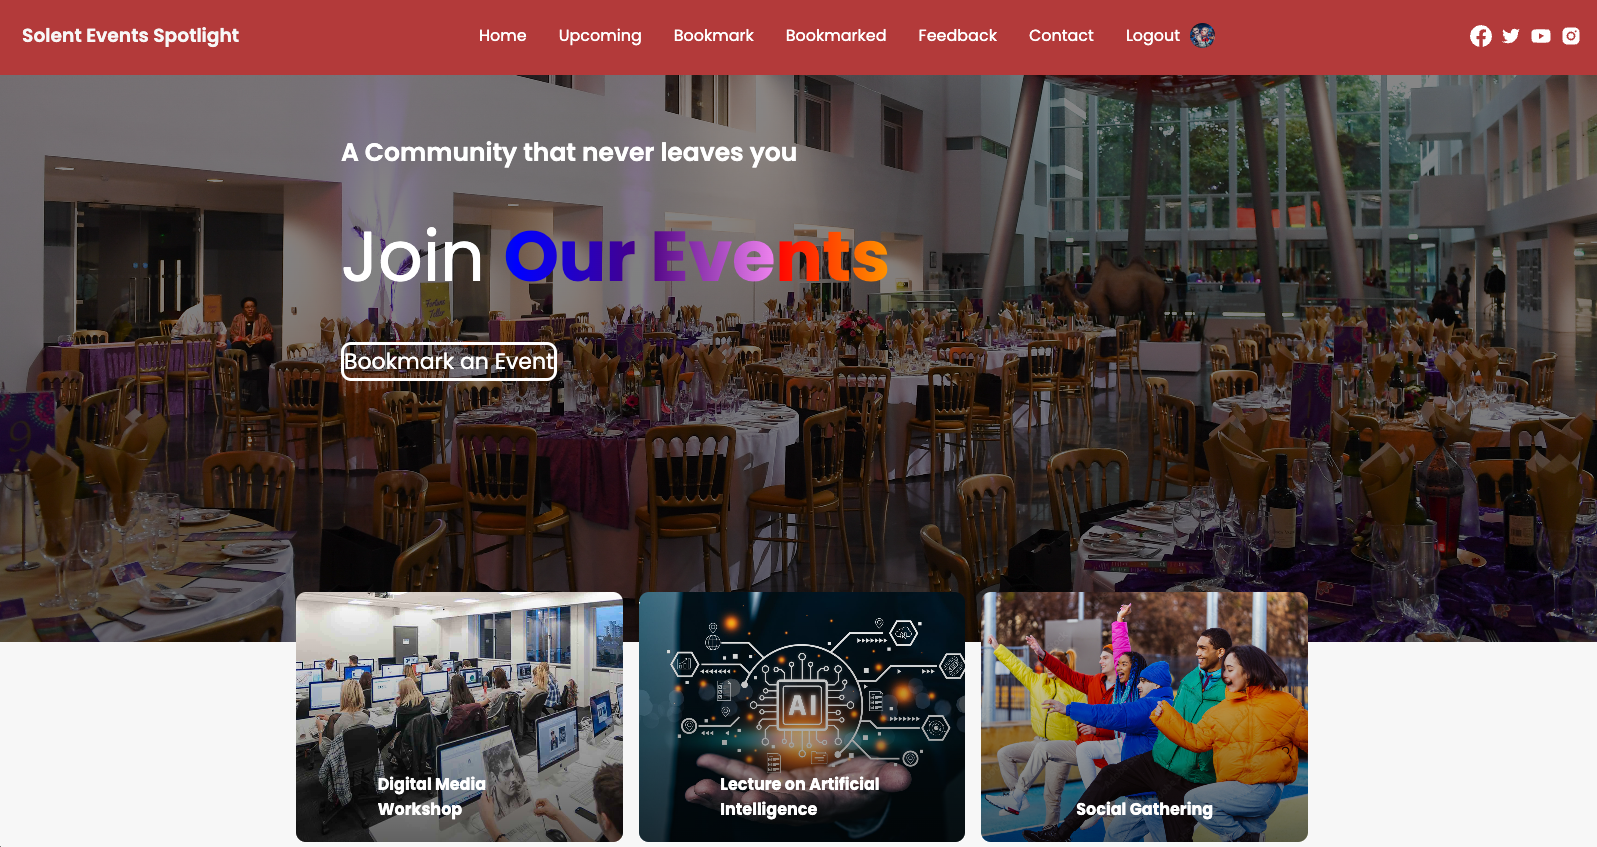 Solent Events Spotlight
Home Upcoming Bookmark Bookmarked Feedback Contact Logout
A Community that never leaves you
Join Our Events
Bookmark an Event
9
AI
Digital Media
Workshop
Lecture on Artificial
Intelligence
Social Gathering